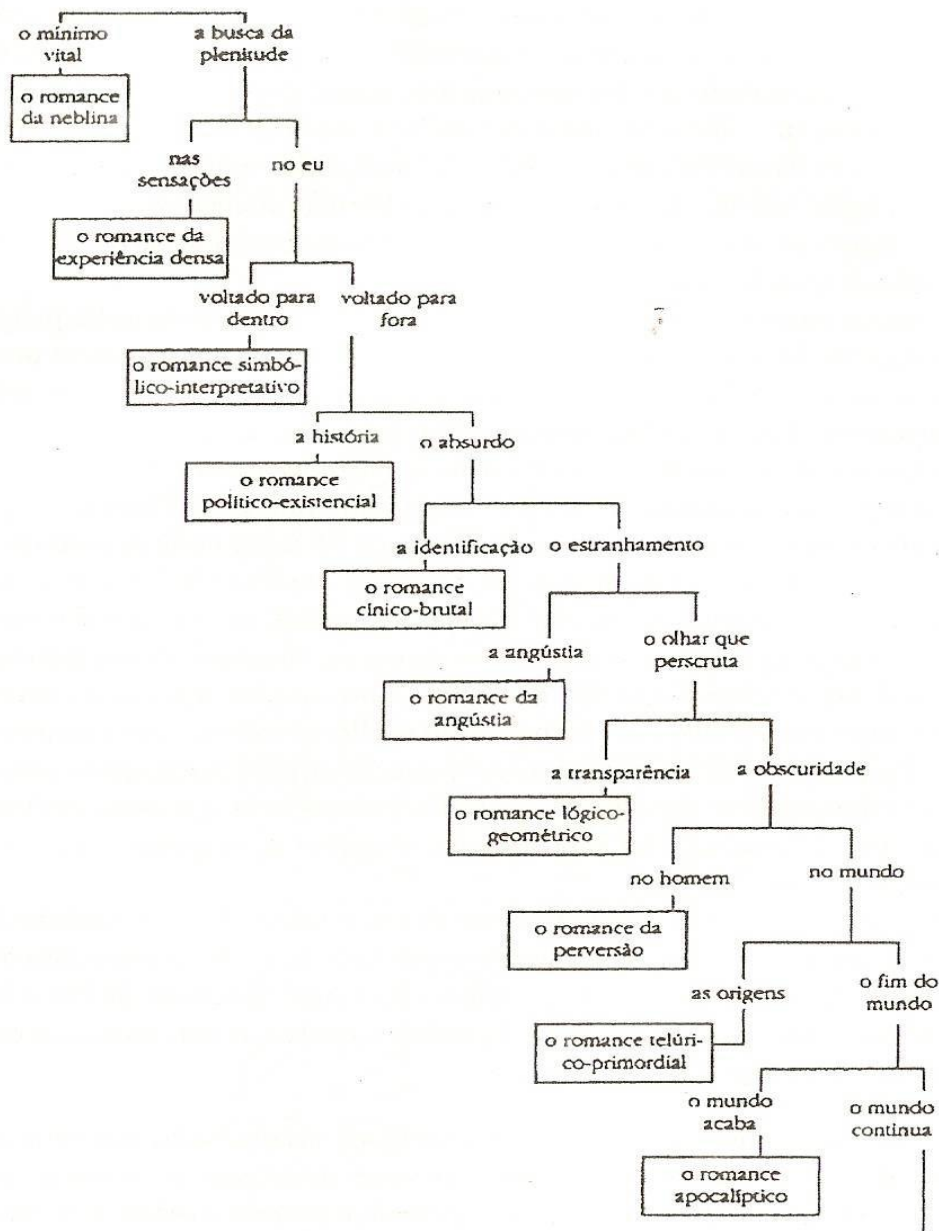 o mínimo
vital
a busca da
plenitude
o romance
da neblina
nas
sensações
no eu
o romance da
experiência densa
voltado para
dentro
voltado para
fora
o romance simbó-
lico-interpretativo
a história
o absurdo
o romance
político-existencial
a identificação
o estranhamento
o romance
cínico-brutal
a angústia
o olhar que
perscruta
o romance da
angústia
a transparência
a obscuridade
o romance lógico-
geométrico
no homem
no mundo
o romance da
perversão
as origens
o fim do
mundo
o romance telúri-
co-primordial
o mundo
acaba
o mundo
continua
o romance
apocalíptico